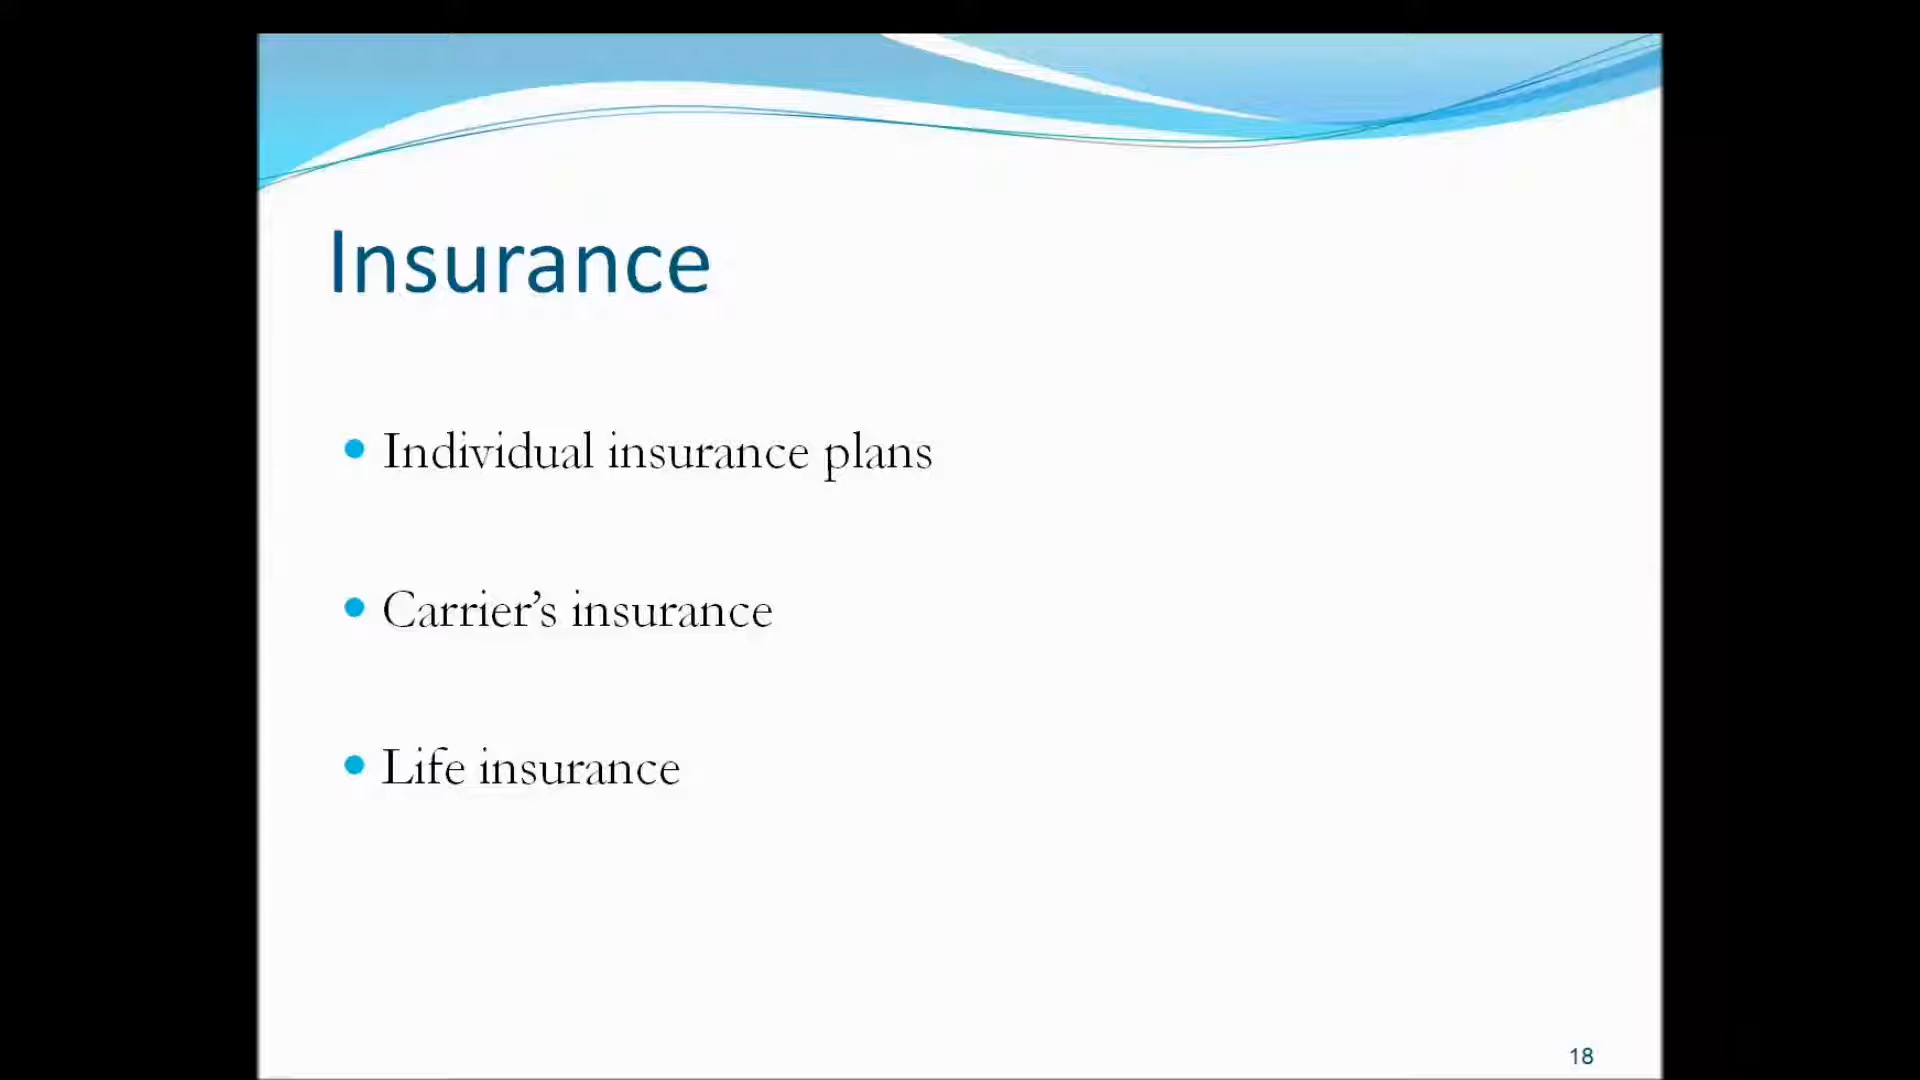 Insurance
• Individual insurance plans
• Carrier’s insurance
• Life insurance
18